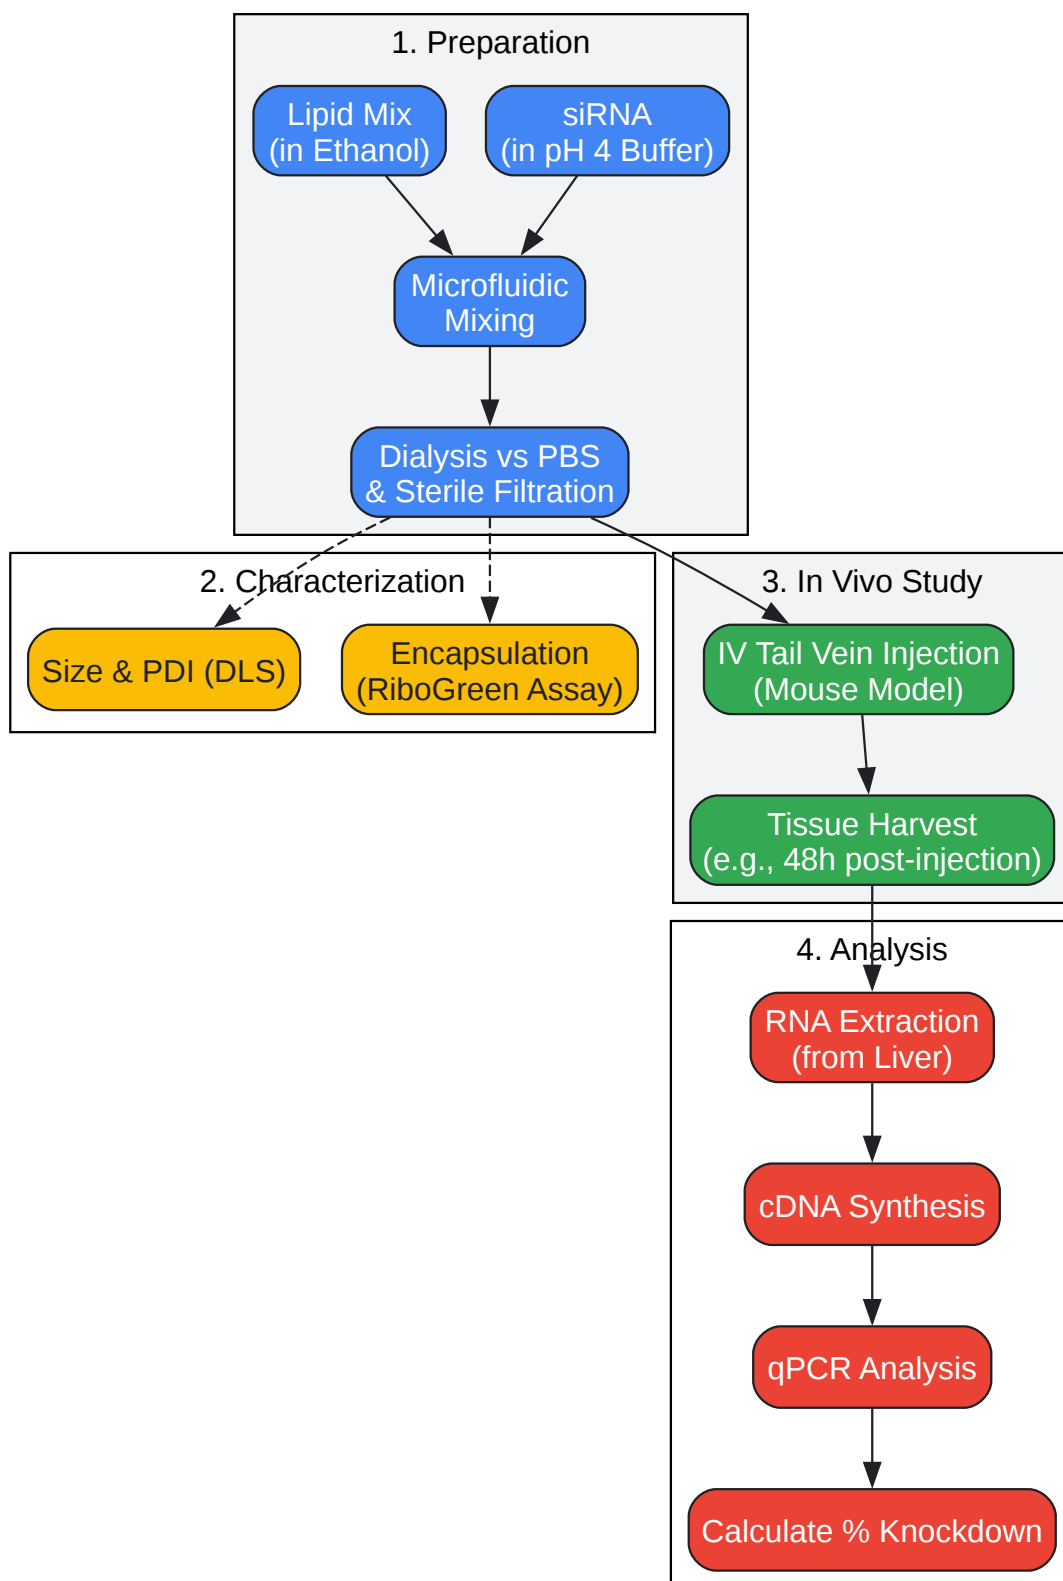 1. Preparation
Lipid Mix
(in Ethanol)
siRNA
(in pH 4 Buffer)
Microfluidic
Mixing
Dialysis vs PBS
& Sterile Filtration
2. Characterization
Size & PDI (DLS)
Encapsulation
(RiboGreen Assay)
3. In Vivo Study
IV Tail Vein Injection
(Mouse Model)
Tissue Harvest
(e.g., 48h post-injection)
4. Analysis
RNA Extraction
(from Liver)
cDNA Synthesis
qPCR Analysis
Calculate % Knockdown